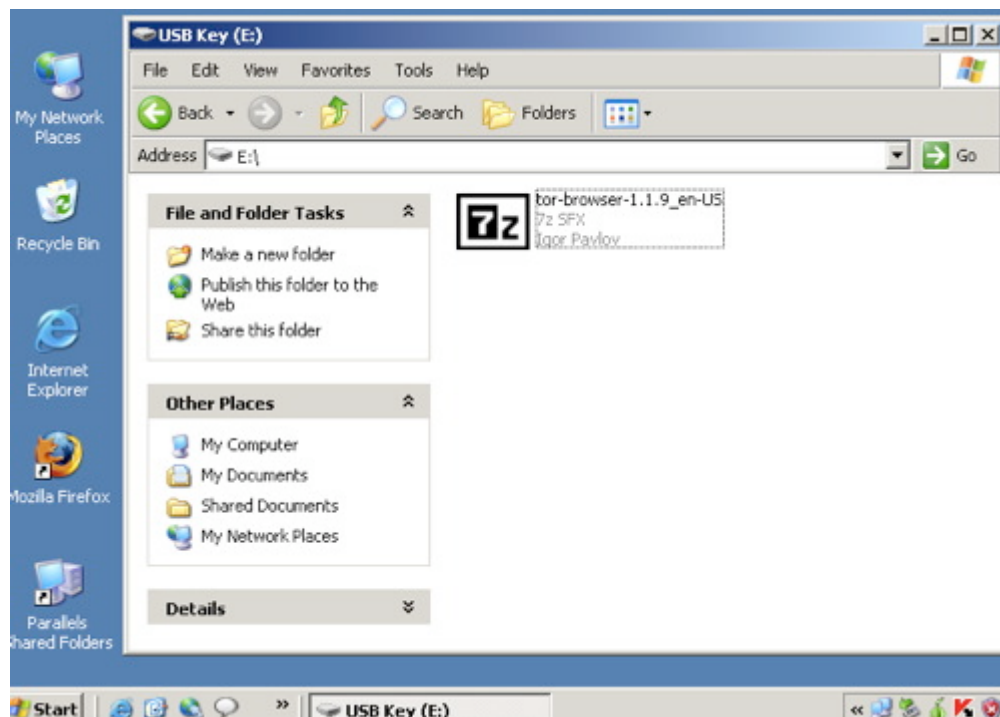 USB Key (E:)
File Edit View Favorites Tools Help
My Network
Places
Back Search Folders
Address E:\ Go
Recycle Bin
File and Folder Tasks
Make a new folder
Publish this folder to the
Web
Share this folder
7z
tor-browser-1.1.9_en-US
7z SFX
Igor Pavlov
Internet
Explorer
Other Places
My Computer
My Documents
Shared Documents
My Network Places
Mozilla Firefox
Details
Parallels
Shared Folders
Start USB Key (E:)